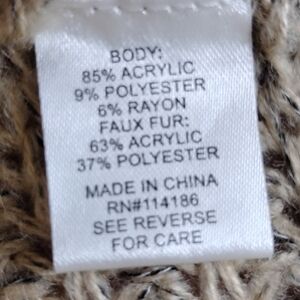 BODY:
85% ACRYLIC
9% POLYESTER
6% RAYON
FAUX FUR:
63% ACRYLIC
37% POLYESTER
MADE IN CHINA
RN#114186
SEE REVERSE
FOR CARE